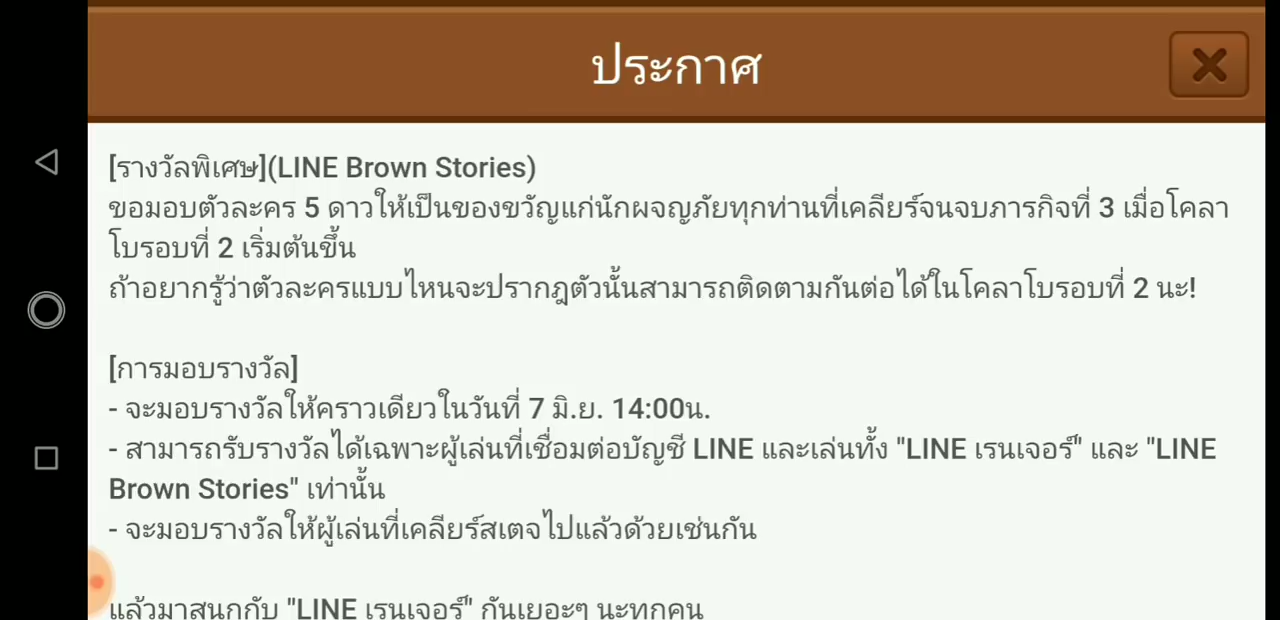 ประกาศ
[รางวัลพิเศษ](LINE Brown Stories)
ขอมอบตัวละคร 5 ดาวให้เป็นของขวัญแก่นักผจญภัยทุกท่านที่เคลียร์จนจบภารกิจที่ 3 เมื่อโคลา
โบรอบที่ 2 เริ่มต้นขึ้น
ถ้าอยากรู้ว่าตัวละครแบบไหนจะปรากฎตัวนั้นสามารถติดตามกันต่อได้ในโคลาโบรอบที่ 2 นะ!
[การมอบรางวัล]
- จะมอบรางวัลให้คราวเดียวในวันที่ 7 มิ.ย. 14:00น.
- สามารถรับรางวัลได้เฉพาะผู้เล่นที่เชื่อมต่อบัญชี LINE และเล่นทั้ง "LINE เรนเจอร์" และ "LINE
Brown Stories" เท่านั้น
- จะมอบรางวัลให้ผู้เล่นที่เคลียร์สเตจไปแล้วด้วยเช่นกัน
แล้วมาสนุกกับ "LINE เรนเจอร์" กันเยอะๆ นะทุกคน